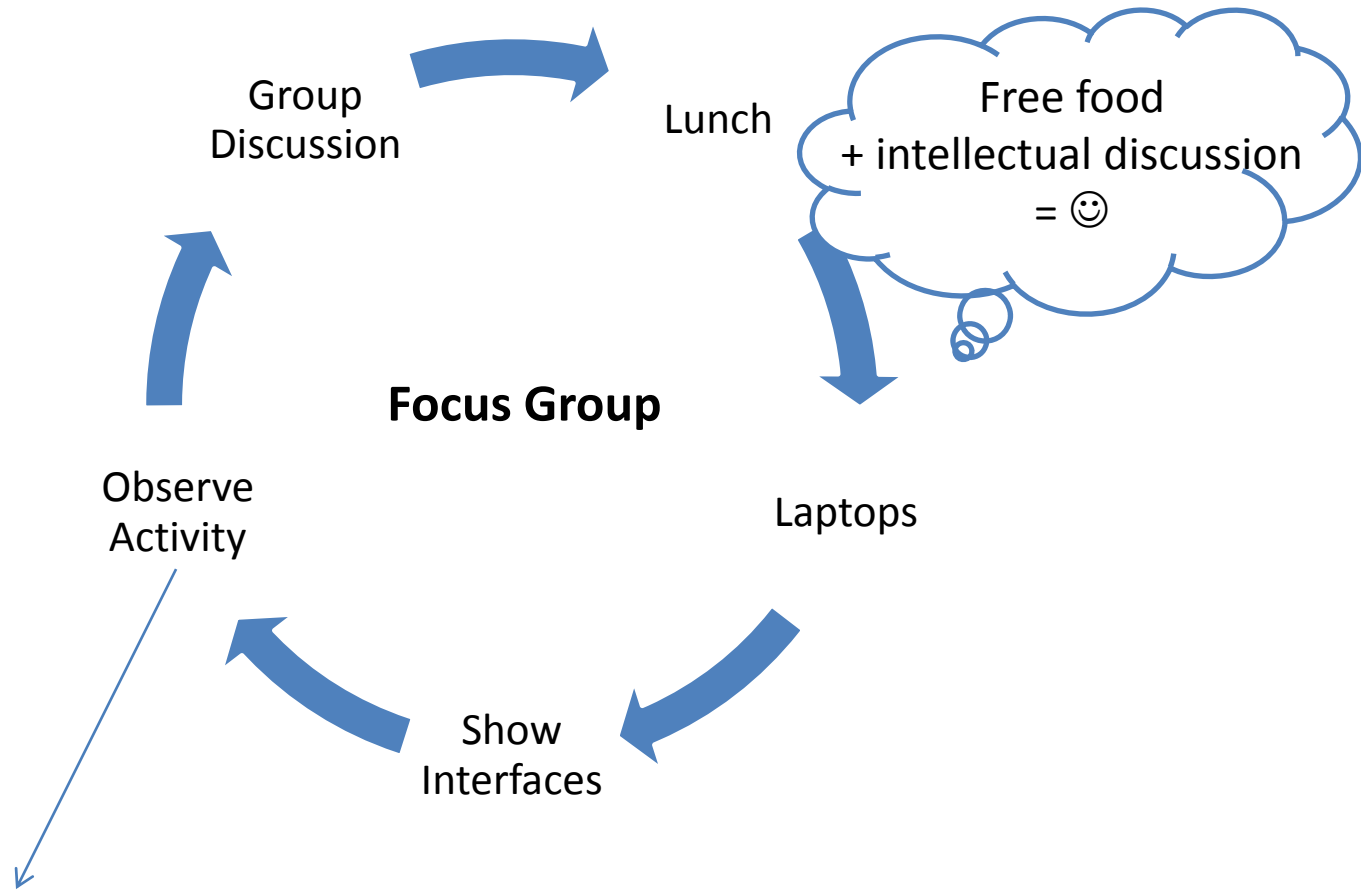 Group
Discussion
Lunch
Free food
+ intellectual discussion
= ☺
Focus Group
Observe
Activity
Laptops
Show
Interfaces